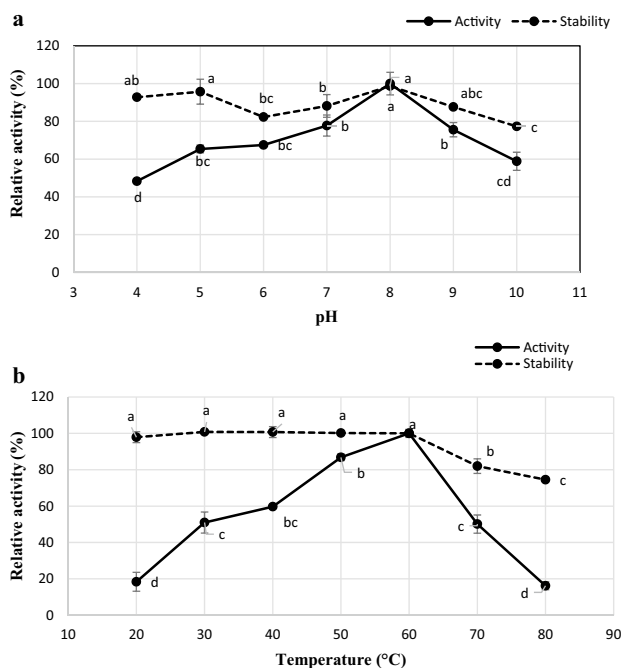 a
Activity Stability
120
100
80
60
40
20
0
Relative activity (%)
ab
a
bc
b
a
abc
c
d
bc
bc
b
a
b
cd
3 4 5 6 7 8 9 10 11
pH
Activity
Stability
b
120
100
80
60
40
20
0
Relative activity (%)
a
a
a
a
a
b
c
d
c
bc
b
c
d
10 20 30 40 50 60 70 80 90
Temperature (°C)